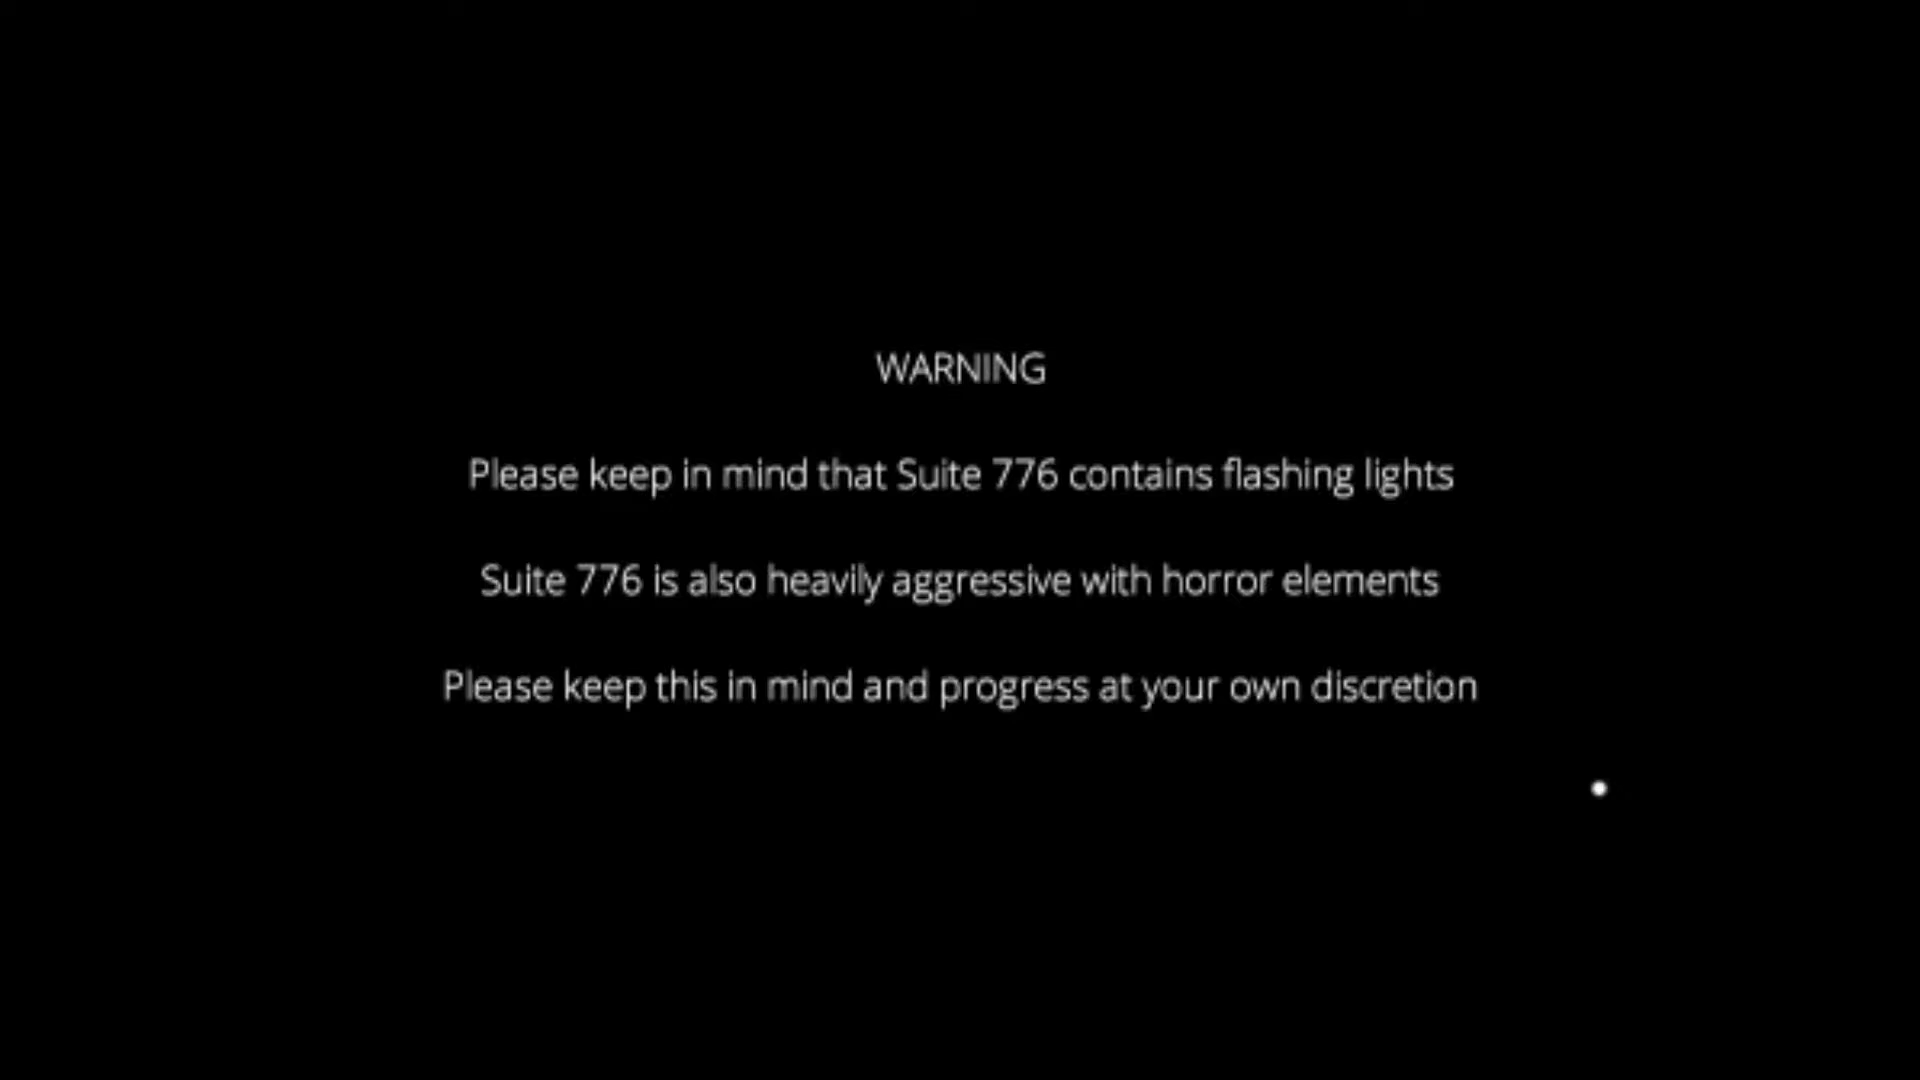 WARNING
Please keep in mind that Suite 776 contains flashing lights
Suite 776 is also heavily aggressive with horror elements
Please keep this in mind and progress at your own discretion